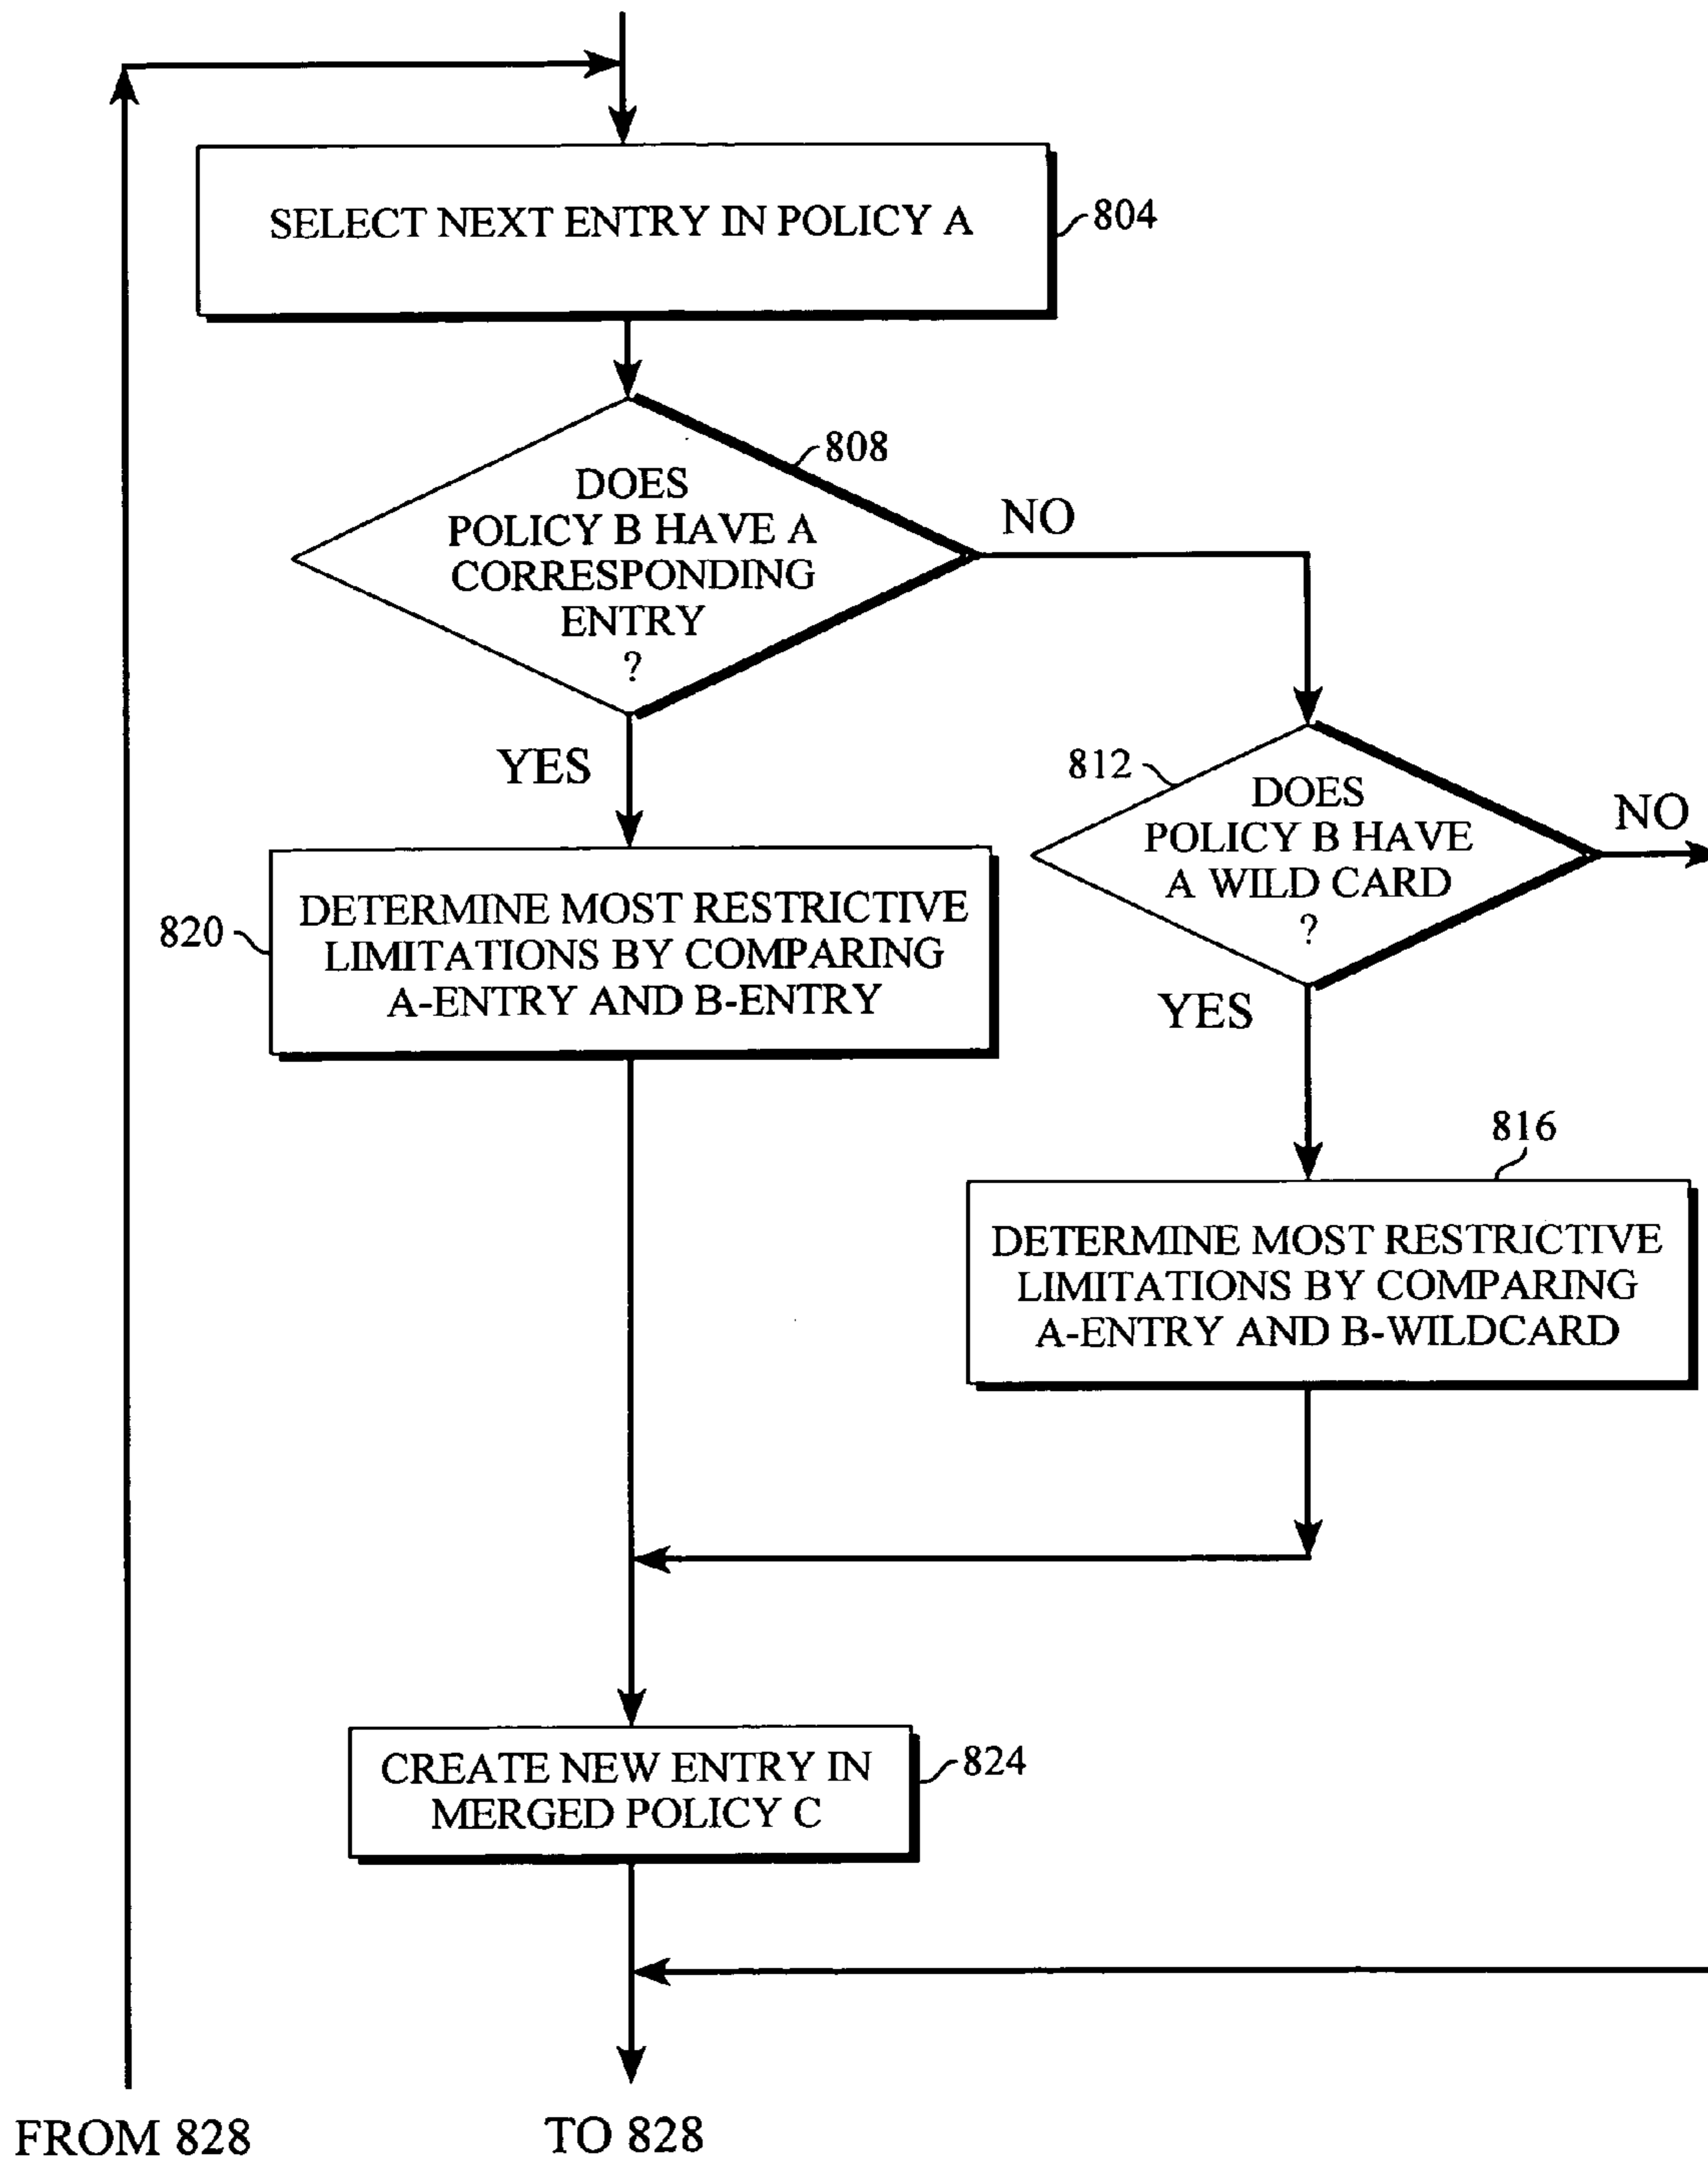 SELECT NEXT ENTRY IN POLICY A
804
808
DOES
POLICY B HAVE A
CORRESPONDING
ENTRY
?
NO
YES
812
DOES
POLICY B HAVE
A WILD CARD
?
NO
YES
820
DETERMINE MOST RESTRICTIVE
LIMITATIONS BY COMPARING
A-ENTRY AND B-ENTRY
816
DETERMINE MOST RESTRICTIVE
LIMITATIONS BY COMPARING
A-ENTRY AND B-WILDCARD
CREATE NEW ENTRY IN
MERGED POLICY C
824
FROM 828
TO 828